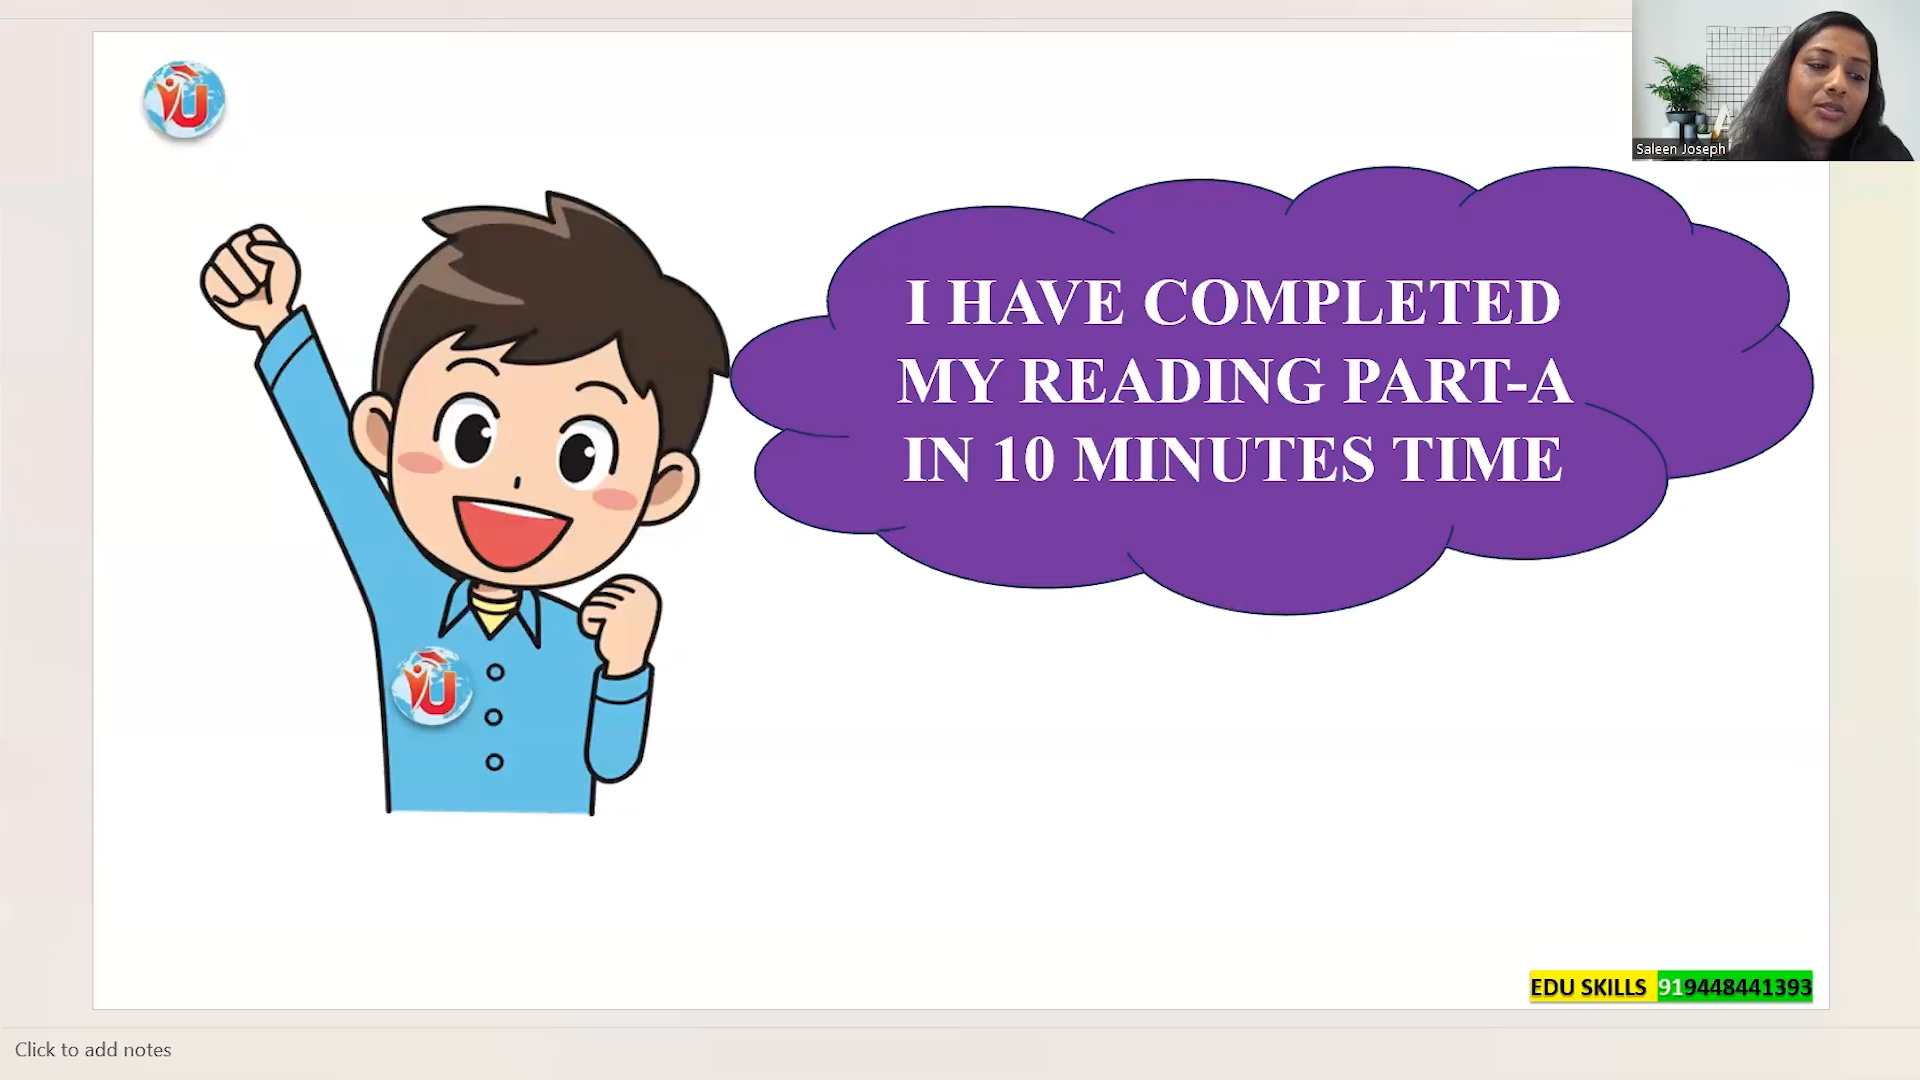 Saleen Joseph
U
I HAVE COMPLETED
MY READING PART-A
IN 10 MINUTES TIME
U
EDU SKILLS 919448441393
Click to add notes